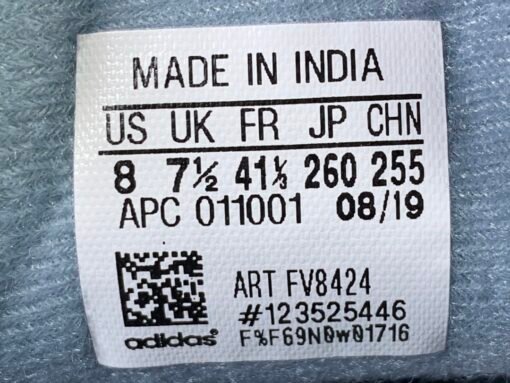 MADE IN INDIA
US UK FR JP CHN
8 7½ 41⅓ 260 255
APC 011001 08/19
ART FV8424
#123525446
adidas F%F69N0w01716